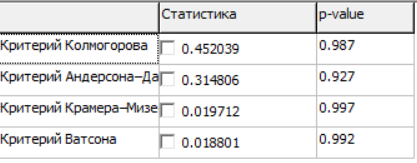 Статистика p-value
Критерий Колмогорова 0.452039 0.987
Критерий Андерсона–Да 0.314806 0.927
Критерий Крамера–Мизе 0.019712 0.997
Критерий Ватсона 0.018801 0.992